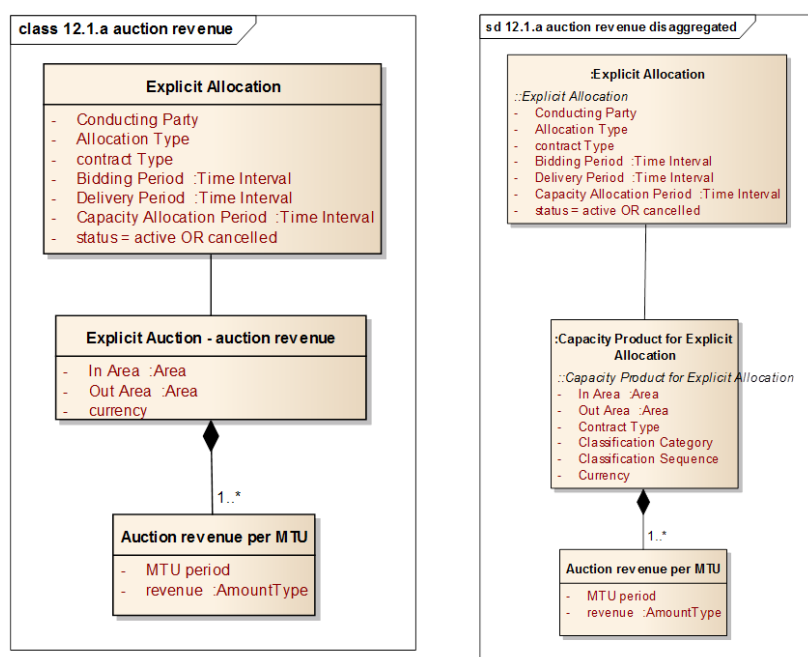 class 12.1.a auction revenue
Explicit Allocation
- Conducting Party
- Allocation Type
- contract Type
- Bidding Period :Time Interval
- Delivery Period :Time Interval
- Capacity Allocation Period :Time Interval
- status = active OR cancelled
Explicit Auction - auction revenue
- In Area :Area
- Out Area :Area
- currency
1..*
Auction revenue per MTU
- MTU period
- revenue :AmountType
sd 12.1.a auction revenue disaggregated
:Explicit Allocation
::Explicit Allocation
- Conducting Party
- Allocation Type
- contract Type
- Bidding Period :Time Interval
- Delivery Period :Time Interval
- Capacity Allocation Period :Time Interval
- status = active OR cancelled
:Capacity Product for Explicit
Allocation
::Capacity Product for Explicit Allocation
- In Area :Area
- Out Area :Area
- Contract Type
- Classification Category
- Classification Sequence
- Currency
1..*
Auction revenue per MTU
- MTU period
- revenue :AmountType